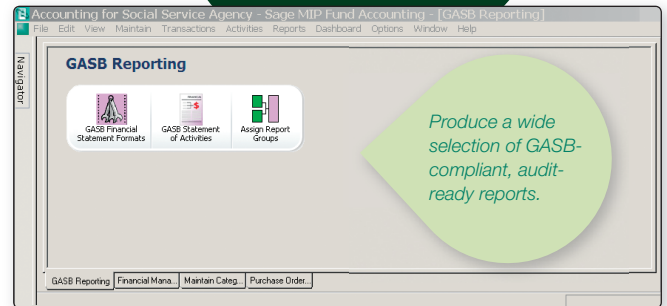 Accounting for Social Service Agency - Sage MIP Fund Accounting - [GASB Reporting]
File Edit View Maintain Transactions Activities Reports Dashboard Options Window Help
Navigator
GASB Reporting
GASB Financial
Statement Formats
GASB Statement
of Activities
Assign Report
Groups
Produce a wide
selection of GASB-
compliant, audit-
ready reports.
GASB Reporting Financial Mana... Maintain Categ... Purchase Order...